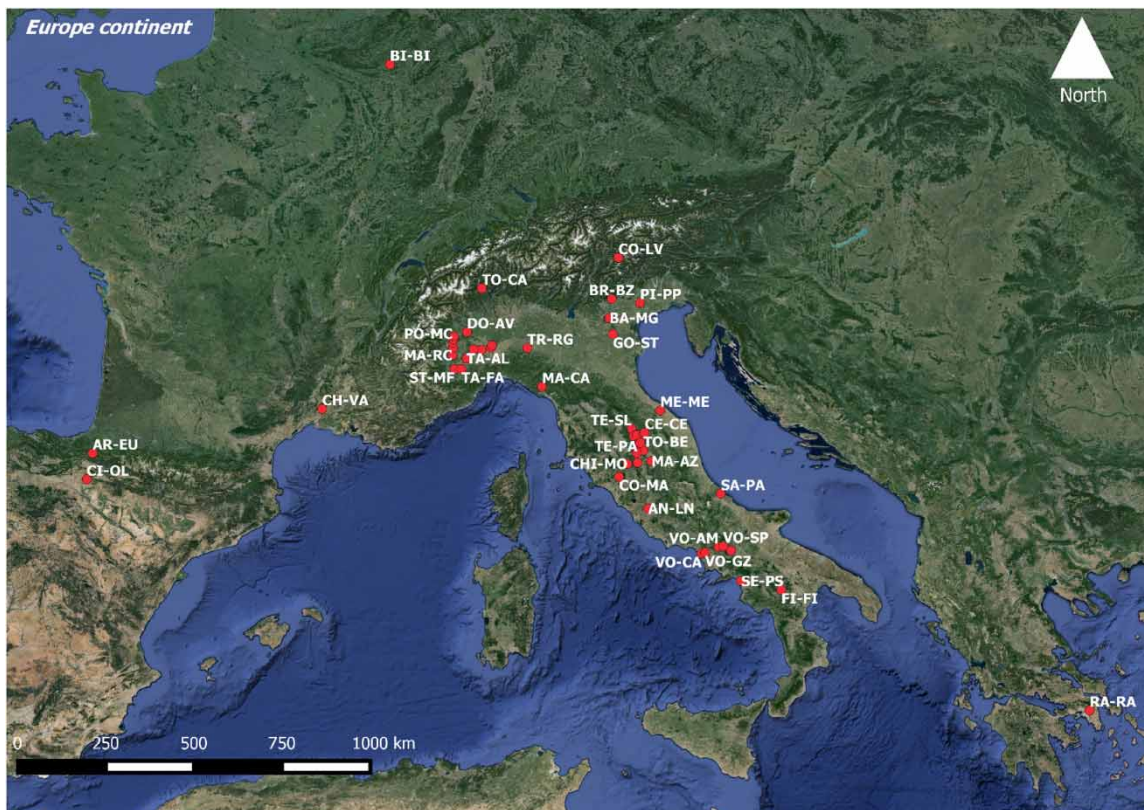 Europe continent
North
BI-BI
CO-LV
TO-CA
BR-BZ
PI-PP
BA-MG
DO-AV
PO-MC
GO-ST
TR-RG
MA-RC
TA-AL
ST-MF
TA-FA
MA-CA
CH-VA
ME-ME
TE-SL
CE-CE
TE-PA
TO-BE
AR-EU
CHI-MO
MA-AZ
CI-OL
CO-MA
SA-PA
AN-LN
VO-AM
VO-SP
VO-CA
VO-GZ
SE-PS
FI-FI
RA-RA
0 250 500 750 1000 km